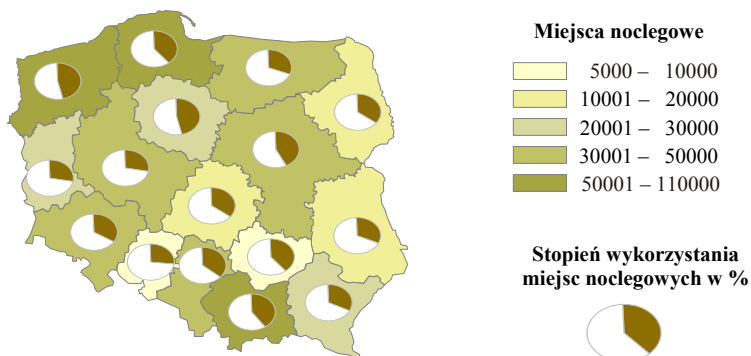 Miejsca noclegowe
5000 – 10000
10001 – 20000
20001 – 30000
30001 – 50000
50001 – 110000
Stopień wykorzystania
miejsc noclegowych w %